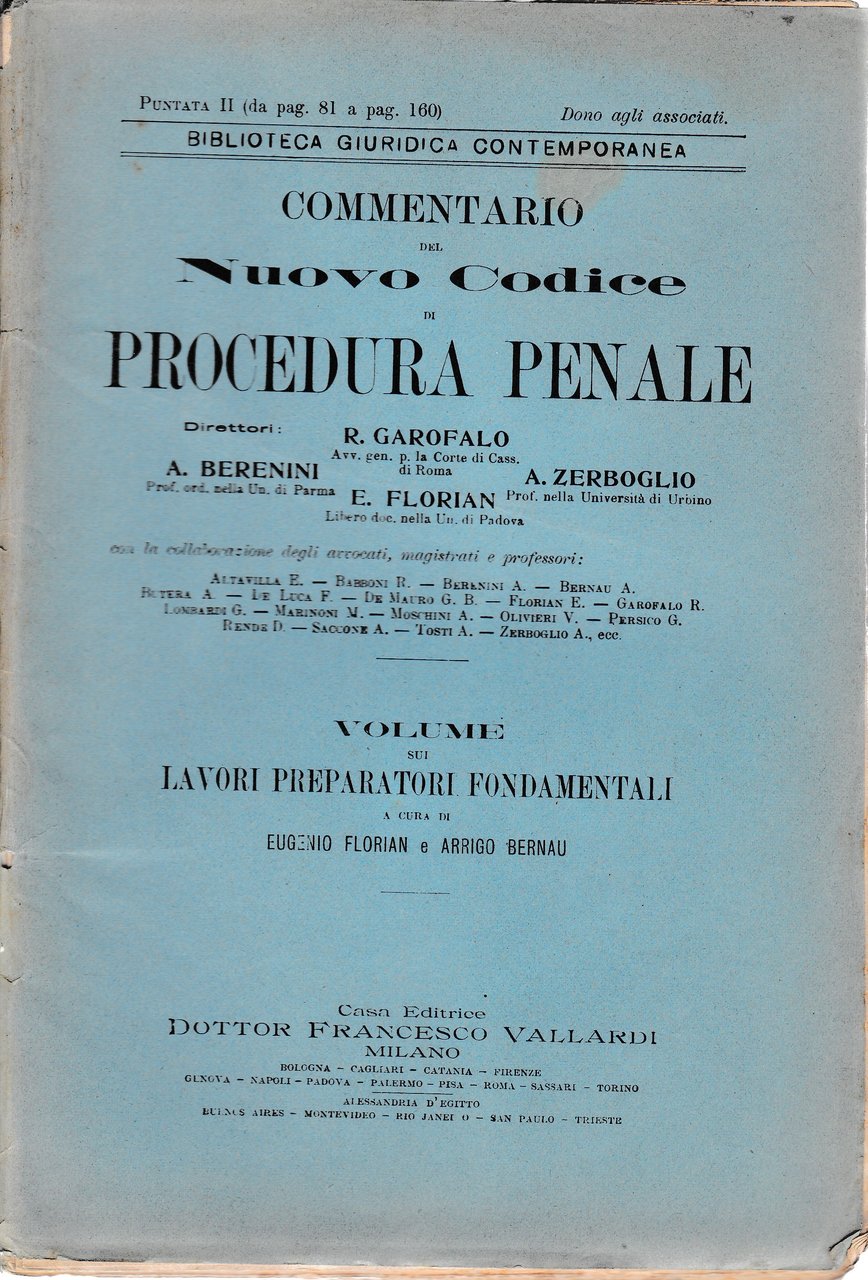 PUNTATA II (da pag. 81 a pag. 160)
Dono agli associati.
BIBLIOTECA GIURIDICA CONTEMPORANEA
COMMENTARIO
DEL
Nuovo Codice
DI
PROCEDURA PENALE
Direttori:
R. GAROFALO
Avv. gen. p. la Corte di Cass.
di Roma
A. BERENINI
Prof. ord. nella Un. di Parma
A. ZERBOGLIO
Prof. nella Università di Urbino
E. FLORIAN
Libero doc. nella Un. di Padova
con la collaborazione degli avvocati, magistrati e professori:
ALTAVILLA E. — BABBONI R. — BERENINI A. — BERNAU A.
BUTERA A. — DE LUCA F. — DE MAURO G. B. — FLORIAN E. — GAROFALO R.
LOMBARDI G. — MARINONI M. — MOSCHINI A. — OLIVIERI V. — PERSICO G.
RENDE D. — SACCONE A. — TOSTI A. — ZERBOGLIO A., ecc.
VOLUME
SUI
LAVORI PREPARATORI FONDAMENTALI
A CURA DI
EUGENIO FLORIAN e ARRIGO BERNAU
Casa Editrice
DOTTOR FRANCESCO VALLARDI
MILANO
BOLOGNA – CAGLIARI – CATANIA – FIRENZE
GENOVA – NAPOLI – PADOVA – PALERMO – PISA – ROMA – SASSARI – TORINO
ALESSANDRIA D'EGITTO
BUENOS AIRES – MONTEVIDEO – RIO JANEIRO – SAN PAULO – TRIESTE